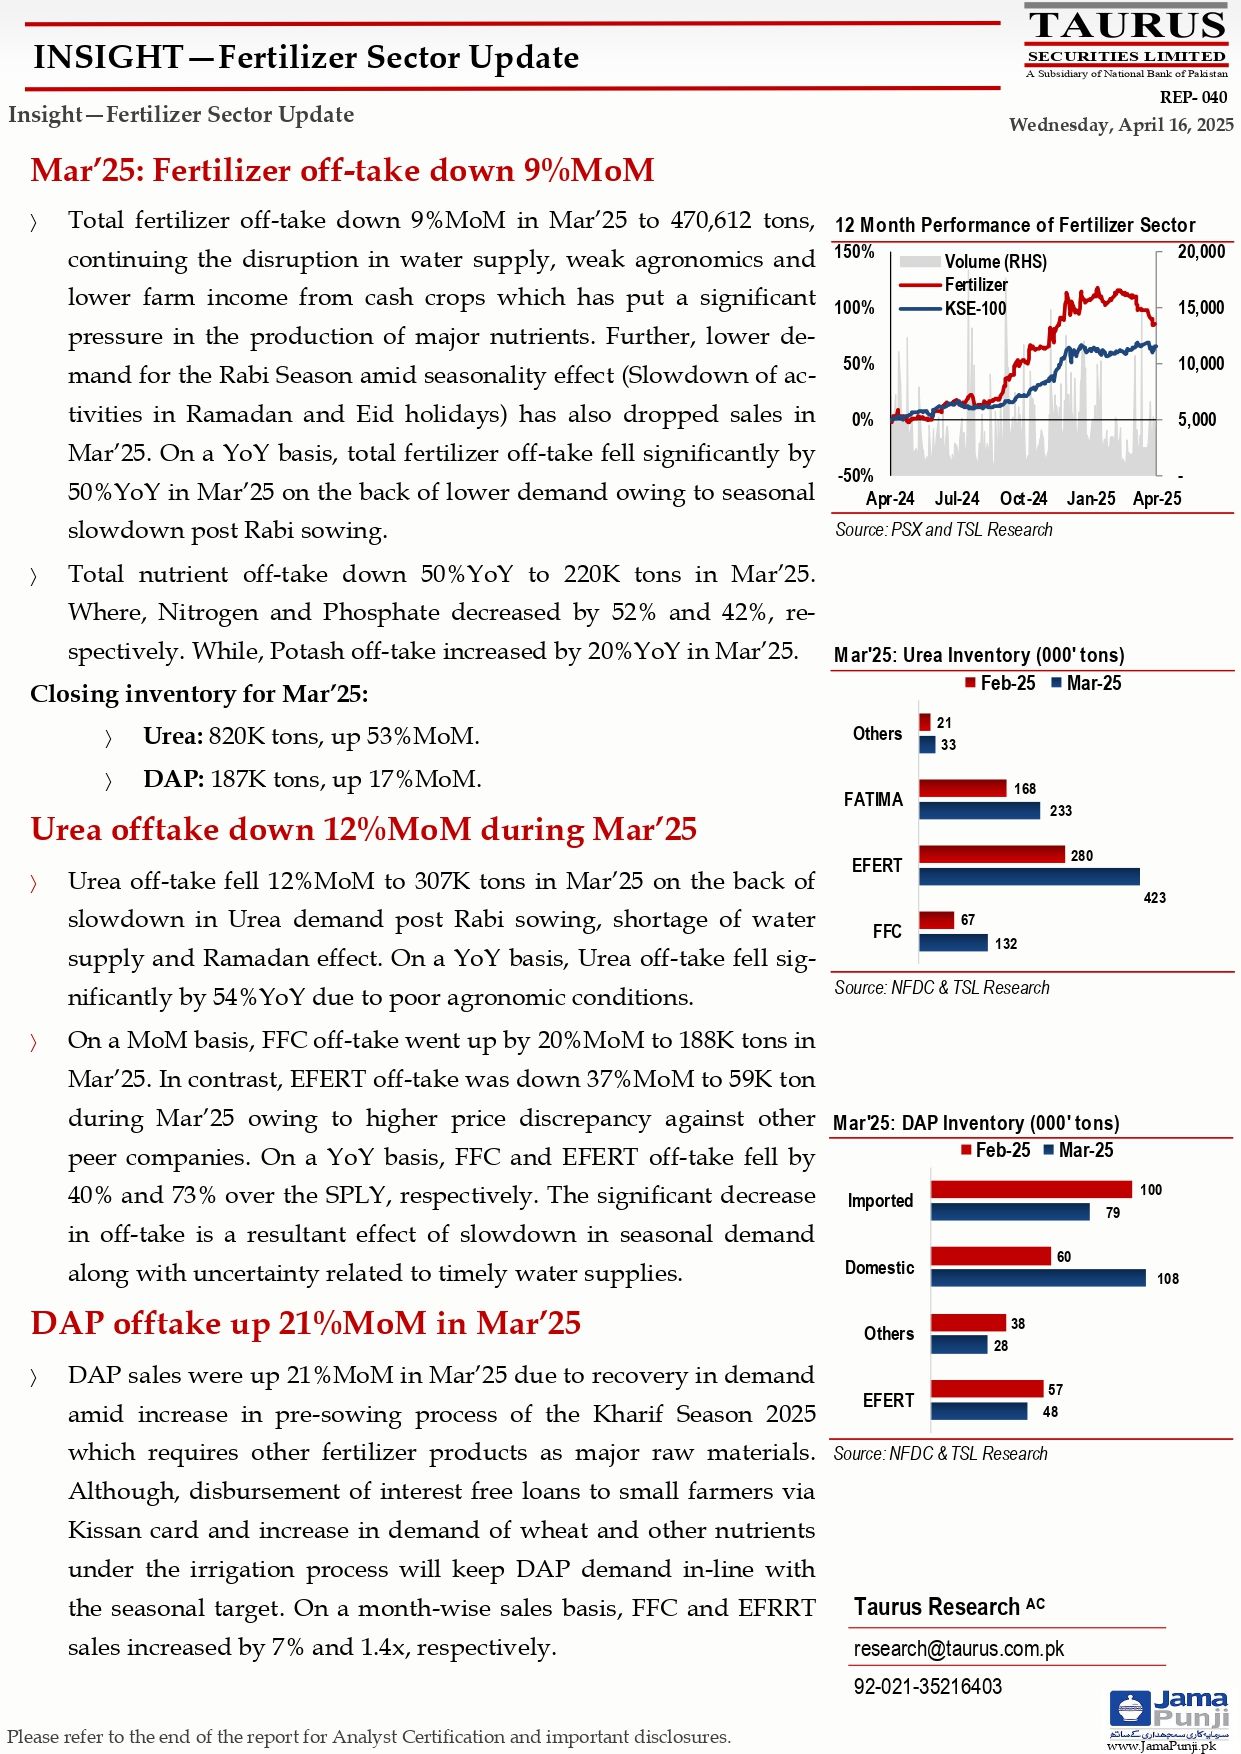 INSIGHT—Fertilizer Sector Update
TAURUS
SECURITIES LIMITED
A Subsidiary of National Bank of Pakistan
REP- 040
Insight—Fertilizer Sector Update
Wednesday, April 16, 2025
Mar’25: Fertilizer off-take down 9%MoM
〉 Total fertilizer off-take down 9%MoM in Mar’25 to 470,612 tons,
continuing the disruption in water supply, weak agronomics and
lower farm income from cash crops which has put a significant
pressure in the production of major nutrients. Further, lower de-
mand for the Rabi Season amid seasonality effect (Slowdown of ac-
tivities in Ramadan and Eid holidays) has also dropped sales in
Mar’25. On a YoY basis, total fertilizer off-take fell significantly by
50%YoY in Mar’25 on the back of lower demand owing to seasonal
slowdown post Rabi sowing.
〉 Total nutrient off-take down 50%YoY to 220K tons in Mar’25.
Where, Nitrogen and Phosphate decreased by 52% and 42%, re-
spectively. While, Potash off-take increased by 20%YoY in Mar’25.
Closing inventory for Mar’25:
〉 Urea: 820K tons, up 53%MoM.
〉 DAP: 187K tons, up 17%MoM.
Urea offtake down 12%MoM during Mar’25
〉 Urea off-take fell 12%MoM to 307K tons in Mar’25 on the back of
slowdown in Urea demand post Rabi sowing, shortage of water
supply and Ramadan effect. On a YoY basis, Urea off-take fell sig-
nificantly by 54%YoY due to poor agronomic conditions.
〉 On a MoM basis, FFC off-take went up by 20%MoM to 188K tons in
Mar’25. In contrast, EFERT off-take was down 37%MoM to 59K ton
during Mar’25 owing to higher price discrepancy against other
peer companies. On a YoY basis, FFC and EFERT off-take fell by
40% and 73% over the SPLY, respectively. The significant decrease
in off-take is a resultant effect of slowdown in seasonal demand
along with uncertainty related to timely water supplies.
DAP offtake up 21%MoM in Mar’25
〉 DAP sales were up 21%MoM in Mar’25 due to recovery in demand
amid increase in pre-sowing process of the Kharif Season 2025
which requires other fertilizer products as major raw materials.
Although, disbursement of interest free loans to small farmers via
Kissan card and increase in demand of wheat and other nutrients
under the irrigation process will keep DAP demand in-line with
the seasonal target. On a month-wise sales basis, FFC and EFRRT
sales increased by 7% and 1.4x, respectively.
12 Month Performance of Fertilizer Sector
150% 20,000
Volume (RHS)
Fertilizer
100% KSE-100 15,000
50% 10,000
0% 5,000
-50% -
Apr-24 Jul-24 Oct-24 Jan-25 Apr-25
Source: PSX and TSL Research
Mar'25: Urea Inventory (000' tons)
Feb-25 Mar-25
Others 21
33
FATIMA 168
233
EFERT 280
423
FFC 67
132
Source: NFDC & TSL Research
Mar'25: DAP Inventory (000' tons)
Feb-25 Mar-25
Imported 100
79
Domestic 60
108
Others 38
28
EFERT 57
48
Source: NFDC & TSL Research
Taurus Research AC
research@taurus.com.pk
92-021-35216403
Jama
Punji
سرمایہ کاری سمجھداری کے ساتھ
www.JamaPunji.pk
Please refer to the end of the report for Analyst Certification and important disclosures.